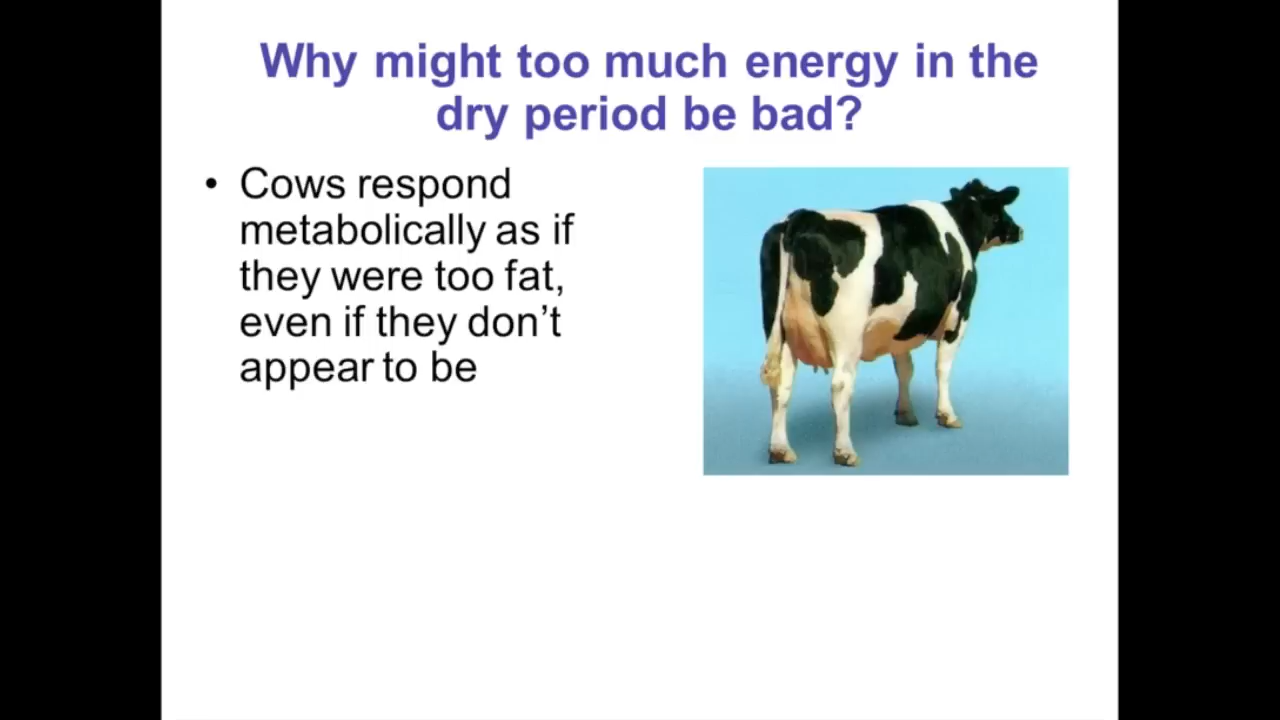 Why might too much energy in the
dry period be bad?
• Cows respond
metabolically as if
they were too fat,
even if they don’t
appear to be